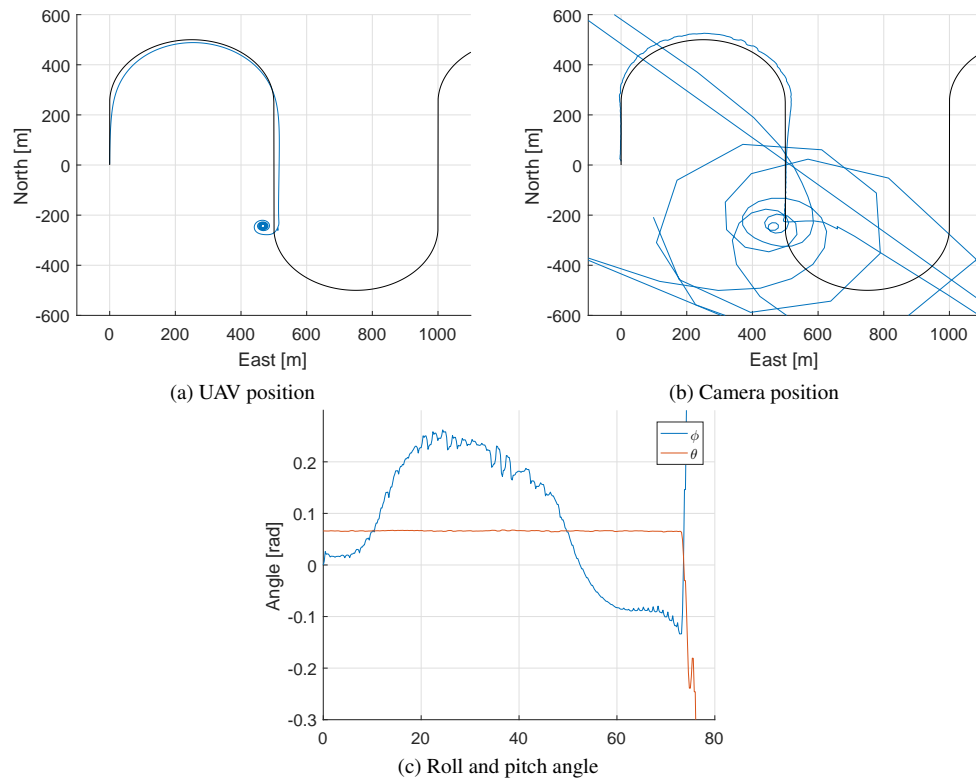 600
400
200
0
-200
-400
-600
North [m]
0 200 400 600 800 1000
East [m]
(a) UAV position
600
400
200
0
-200
-400
-600
North [m]
0 200 400 600 800 1000
East [m]
(b) Camera position
0.2
0.1
0
-0.1
-0.2
-0.3
Angle [rad]
ϕ
θ
0 20 40 60 80
(c) Roll and pitch angle